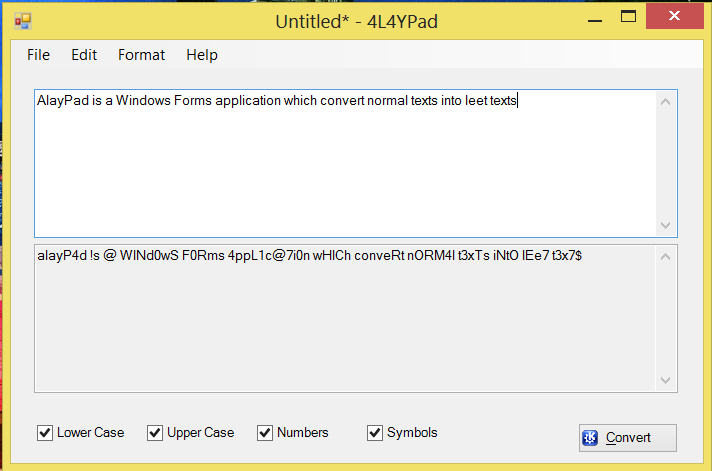 Untitled* - 4L4YPad
File Edit Format Help
AlayPad is a Windows Forms application which convert normal texts into leet texts
alayP4d !s @ WINd0wS F0Rms 4ppL1c@7i0n wHICh conveRt nORM4l t3xTs iNtO lEe7 t3x7$
Lower Case Upper Case Numbers Symbols Convert